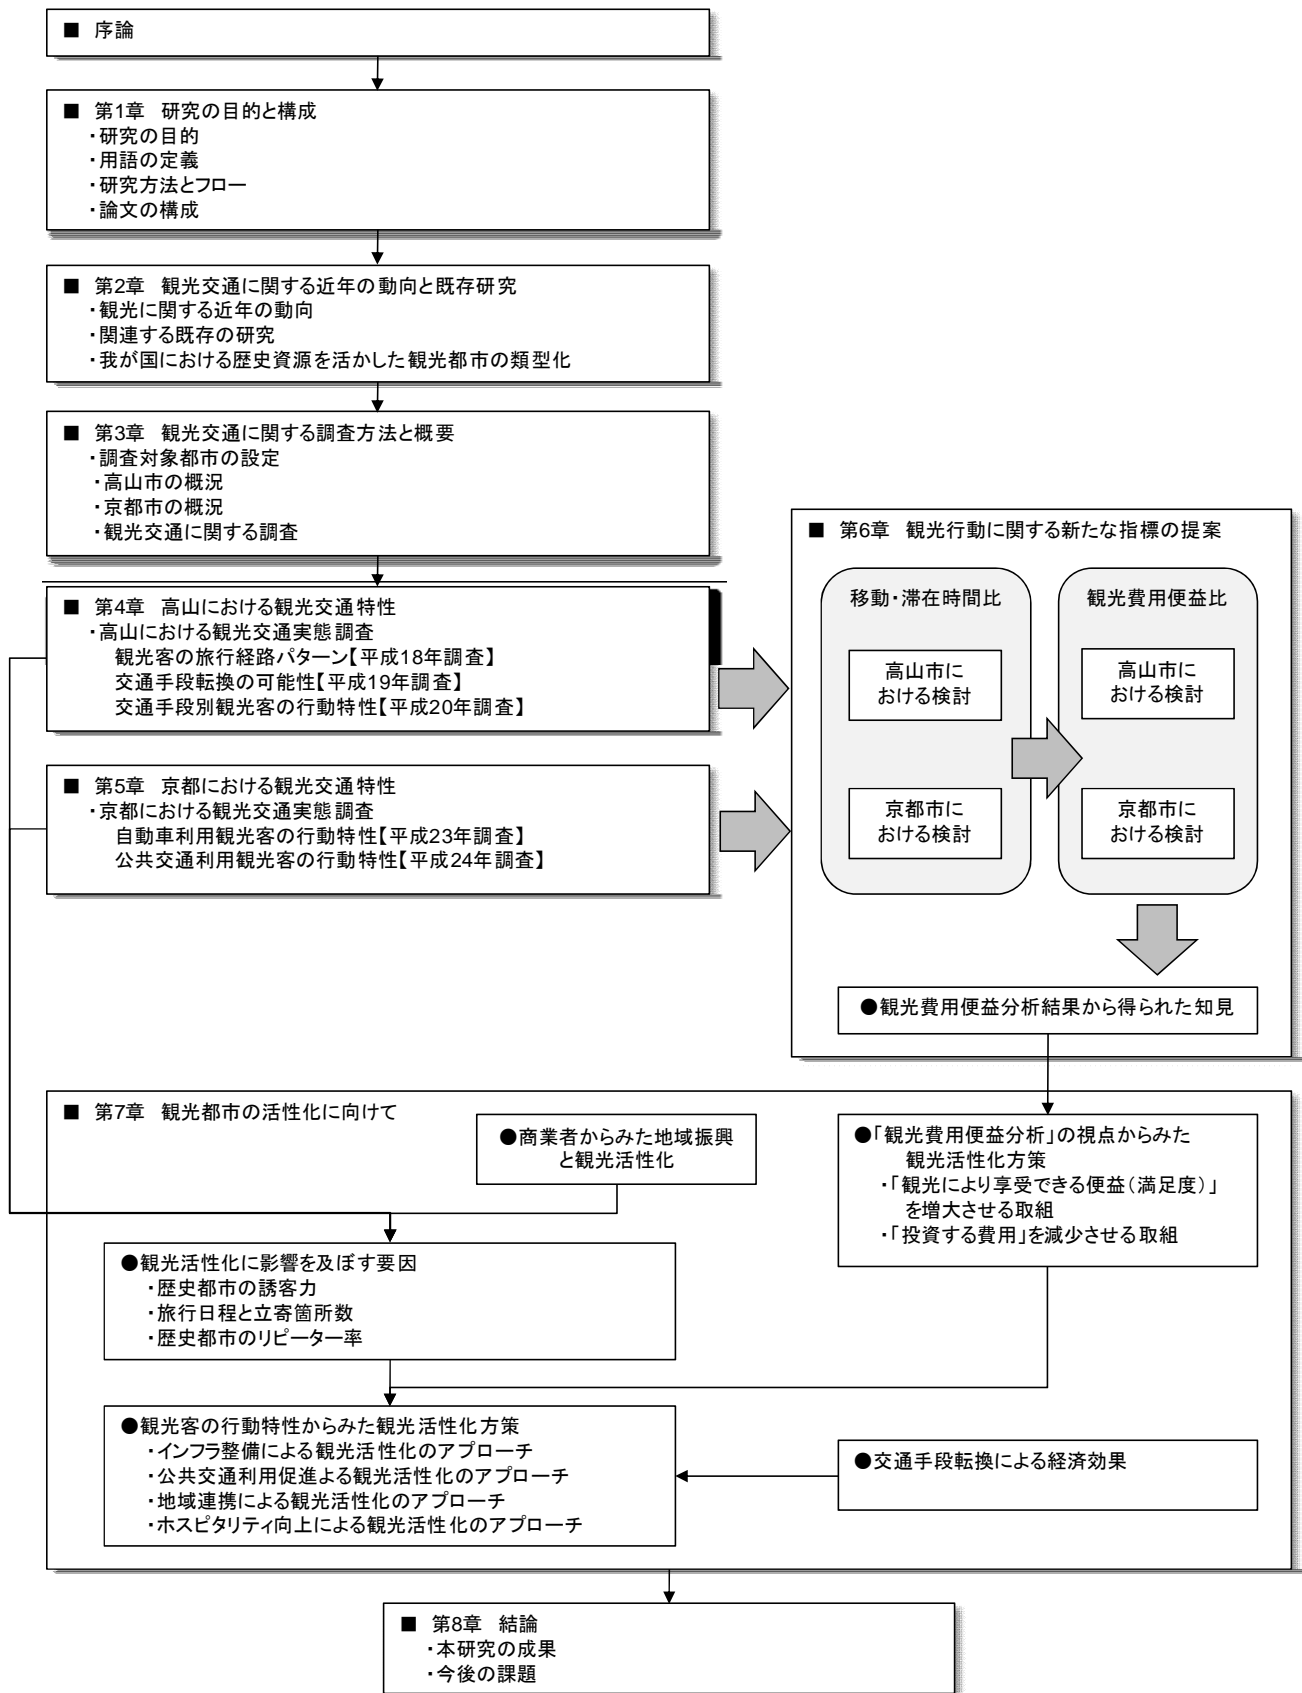 ■ 序論
■ 第1章 研究の目的と構成
・研究の目的
・用語の定義
・研究方法とフロー
・論文の構成
■ 第2章 観光交通に関する近年の動向と既存研究
・観光に関する近年の動向
・関連する既存の研究
・我が国における歴史資源を活かした観光都市の類型化
■ 第3章 観光交通に関する調査方法と概要
・調査対象都市の設定
・高山市の概況
・京都市の概況
・観光交通に関する調査
■ 第4章 高山における観光交通特性
・高山における観光交通実態調査
観光客の旅行経路パターン【平成18年調査】
交通手段転換の可能性【平成19年調査】
交通手段別観光客の行動特性【平成20年調査】
■ 第5章 京都における観光交通特性
・京都における観光交通実態調査
自動車利用観光客の行動特性【平成23年調査】
公共交通利用観光客の行動特性【平成24年調査】
■ 第6章 観光行動に関する新たな指標の提案
移動・滞在時間比
高山市に
おける検討
京都市に
おける検討
観光費用便益比
高山市に
おける検討
京都市に
おける検討
●観光費用便益分析結果から得られた知見
■ 第7章 観光都市の活性化に向けて
●商業者からみた地域振興
と観光活性化
●「観光費用便益分析」の視点からみた
観光活性化方策
・「観光により享受できる便益(満足度)」
を増大させる取組
・「投資する費用」を減少させる取組
●観光活性化に影響を及ぼす要因
・歴史都市の誘客力
・旅行日程と立寄箇所数
・歴史都市のリピーター率
●観光客の行動特性からみた観光活性化方策
・インフラ整備による観光活性化のアプローチ
・公共交通利用促進よる観光活性化のアプローチ
・地域連携による観光活性化のアプローチ
・ホスピタリティ向上による観光活性化のアプローチ
●交通手段転換による経済効果
■ 第8章 結論
・本研究の成果
・今後の課題